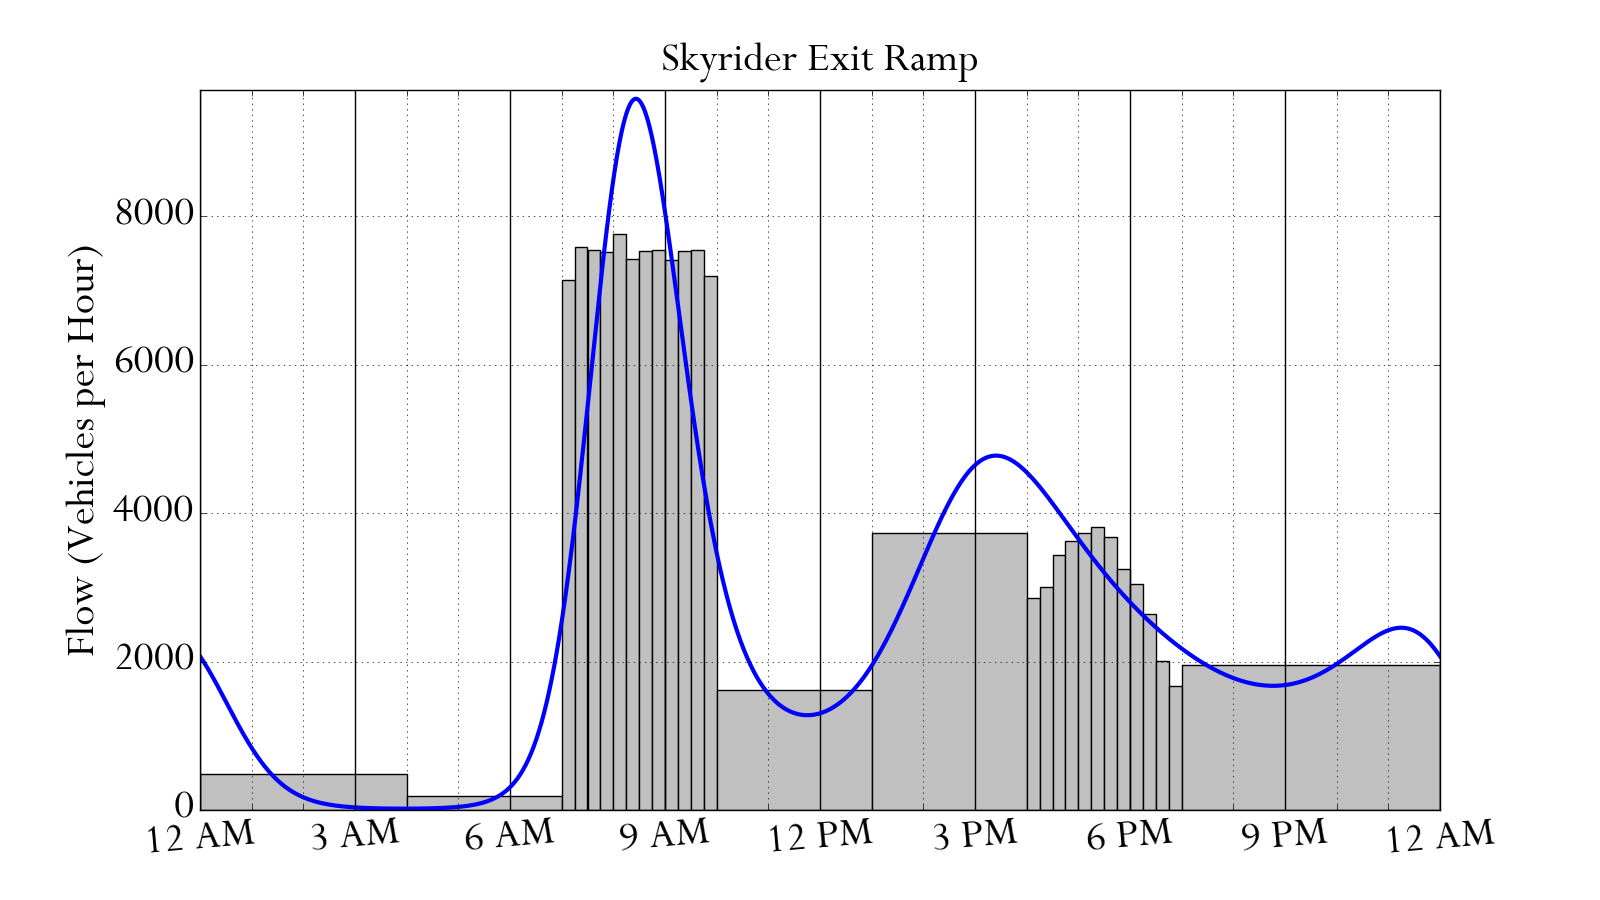 Skyrider Exit Ramp
Flow (Vehicles per Hour)
8000
6000
4000
2000
0
12 AM 3 AM 6 AM 9 AM 12 PM 3 PM 6 PM 9 PM 12 AM